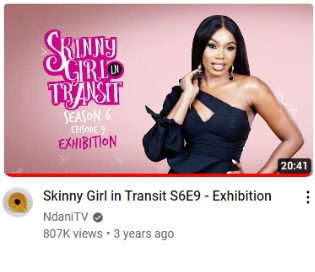 SKINNY
GIRL IN
TRANSIT
SEASON 6
EPISODE 9
EXHIBITION
20:41
Skinny Girl in Transit S6E9 - Exhibition
NdaniTV
807K views • 3 years ago